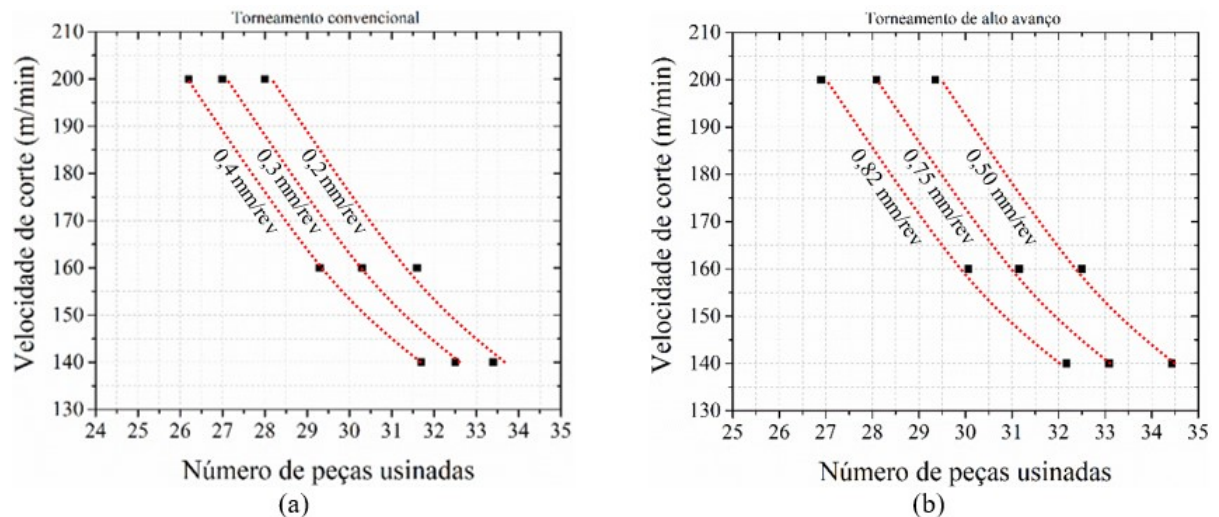 Torneamento convencional
210
200
190
180
170
160
150
140
130
Velocidade de corte (m/min)
0,4 mm/rev
0,3 mm/rev
0,2 mm/rev
24 25 26 27 28 29 30 31 32 33 34 35
Número de peças usinadas
(a)
Torneamento de alto avanço
210
200
190
180
170
160
150
140
130
Velocidade de corte (m/min)
0,82 mm/rev
0,75 mm/rev
0,50 mm/rev
25 26 27 28 29 30 31 32 33 34 35
Número de peças usinadas
(b)